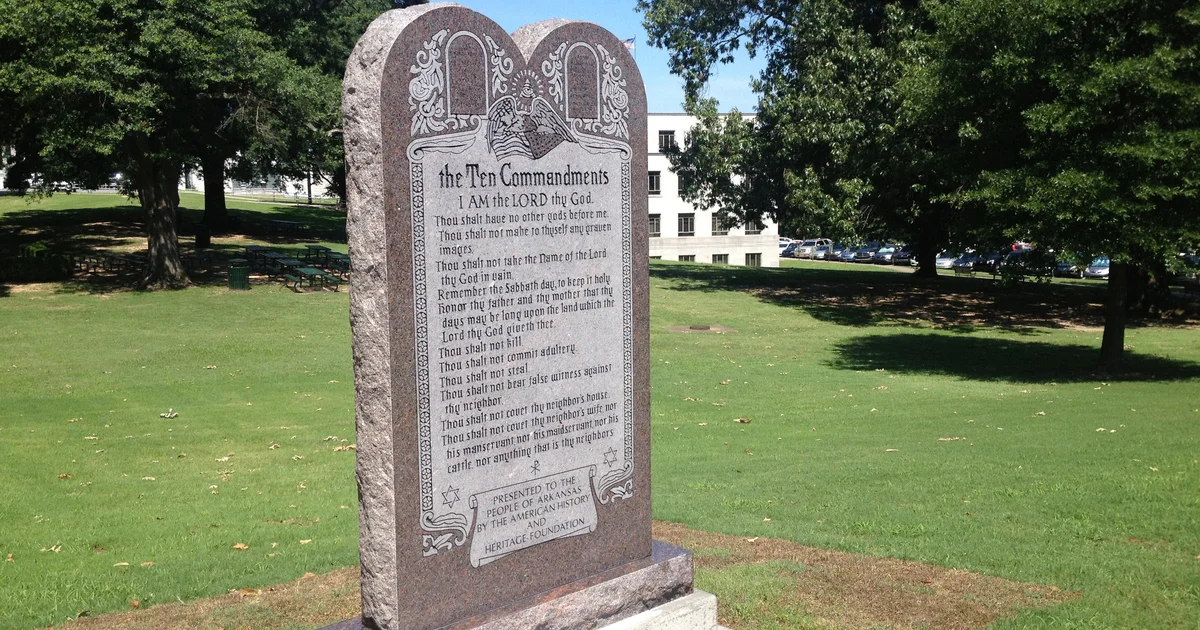 the Ten Commandments
I AM the LORD thy God.
Thou shalt have no other gods before me.
Thou shalt not make to thyself any graven
images.
Thou shalt not take the Name of the Lord
thy God in vain.
Remember the Sabbath day, to keep it holy.
Honor thy father and thy mother that thy
days may be long upon the land which the
Lord thy God giveth thee.
Thou shalt not kill.
Thou shalt not commit adultery.
Thou shalt not steal.
Thou shalt not bear false witness against
thy neighbor.
Thou shalt not covet thy neighbor's house.
Thou shalt not covet thy neighbor's wife, nor
his manservant, nor his maidservant, nor his
cattle, nor anything that is thy neighbor's.
PRESENTED TO THE
PEOPLE OF ARKANSAS
BY THE AMERICAN HISTORY
AND
HERITAGE FOUNDATION